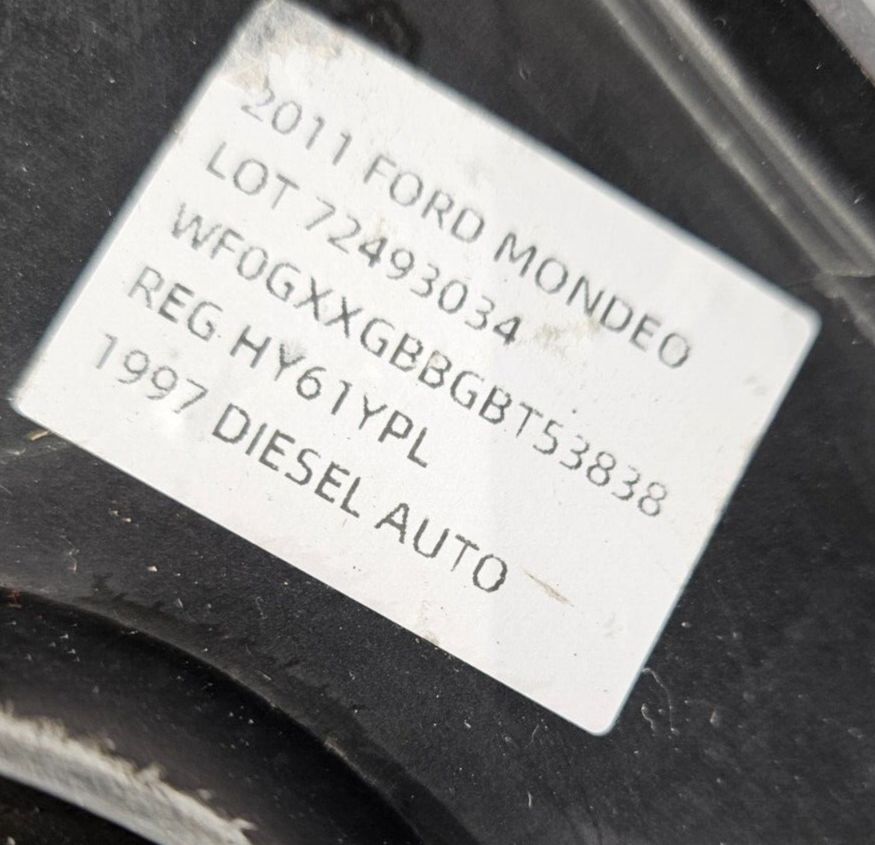 2011 FORD MONDEO
LOT 72493034
WF0GXXGBBGBT53838
REG HY61YPL
1997 DIESEL AUTO